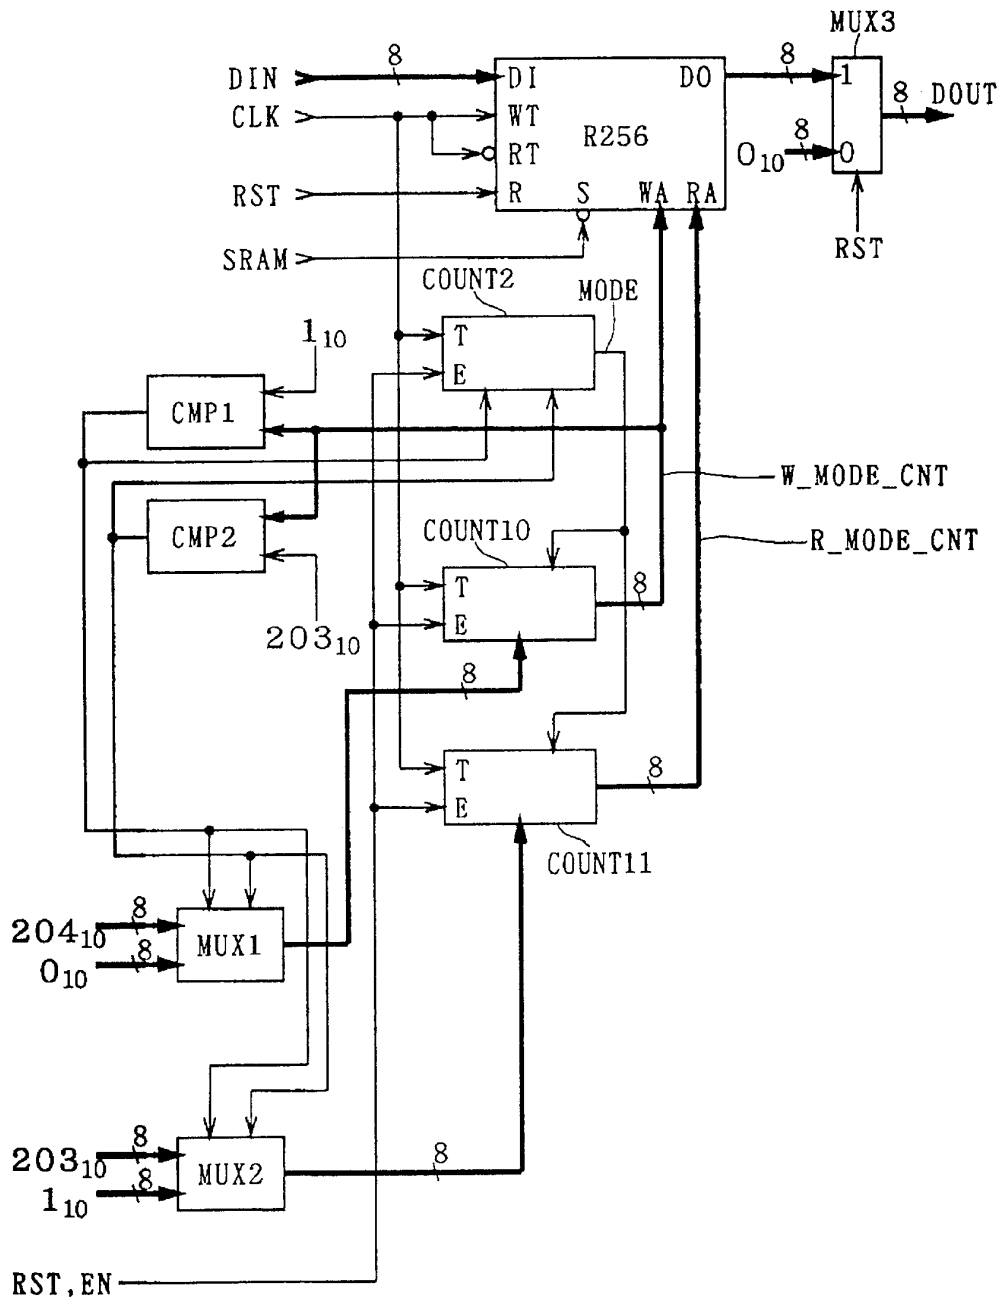 MUX3
DIN 8 DI DO 8 1 8 DOUT
CLK WT
R256
RT 0₁₀ 8 0
RST R S WA RA
RST
SRAM
COUNT2 MODE
T
1₁₀
E
CMP1
W_MODE_CNT
CMP2
COUNT10
R_MODE_CNT
T
8
E
203₁₀
8
T 8
E
COUNT11
204₁₀ 8
MUX1
0₁₀ 8
203₁₀ 8
8
MUX2
1₁₀ 8
RST,EN